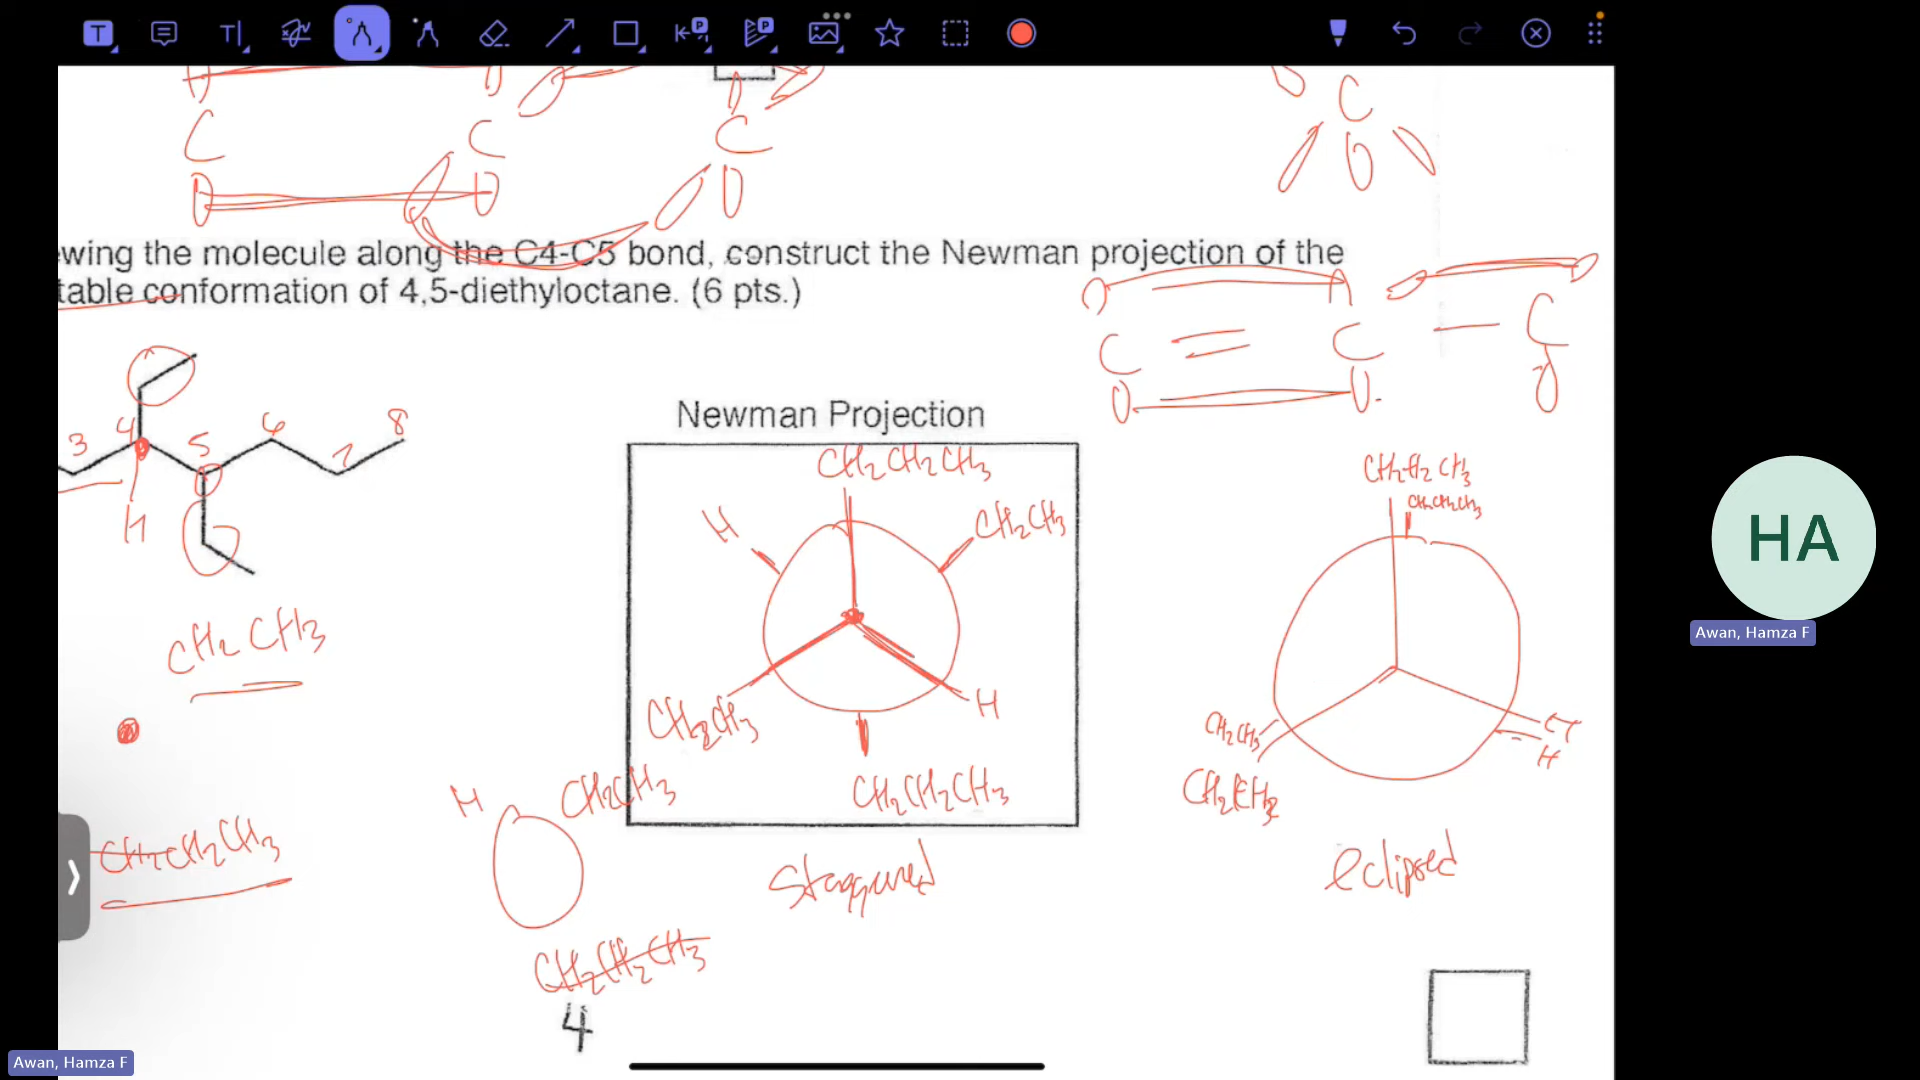 C C C C
ewing the molecule along the C4-C5 bond, construct the Newman projection of the
table conformation of 4,5-diethyloctane. (6 pts.)
C = C — C
Newman Projection
3 4 5 6 7 8
H
CH2CH2CH3
H CH2CH3
CH2CH3 H
CH2CH2CH3
CH2CH2CH3
CH2CH2CH3
CH2CH3
CH2CH3
H
CH2CH3
H CH2CH3
CH2CH2CH3
CH2CH2CH3
Staggered
eclipsed
4
HA
Awan, Hamza F
Awan, Hamza F